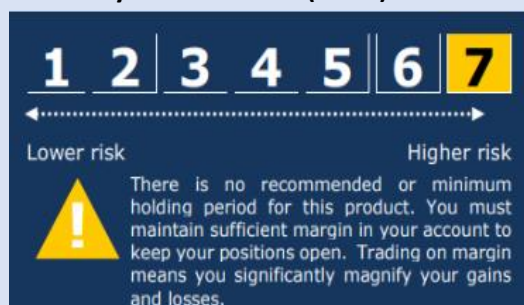 1 2 3 4 5 6 7
Lower risk Higher risk
There is no recommended or minimum
holding period for this product. You must
maintain sufficient margin in your account to
keep your positions open. Trading on margin
means you significantly magnify your gains
and losses.